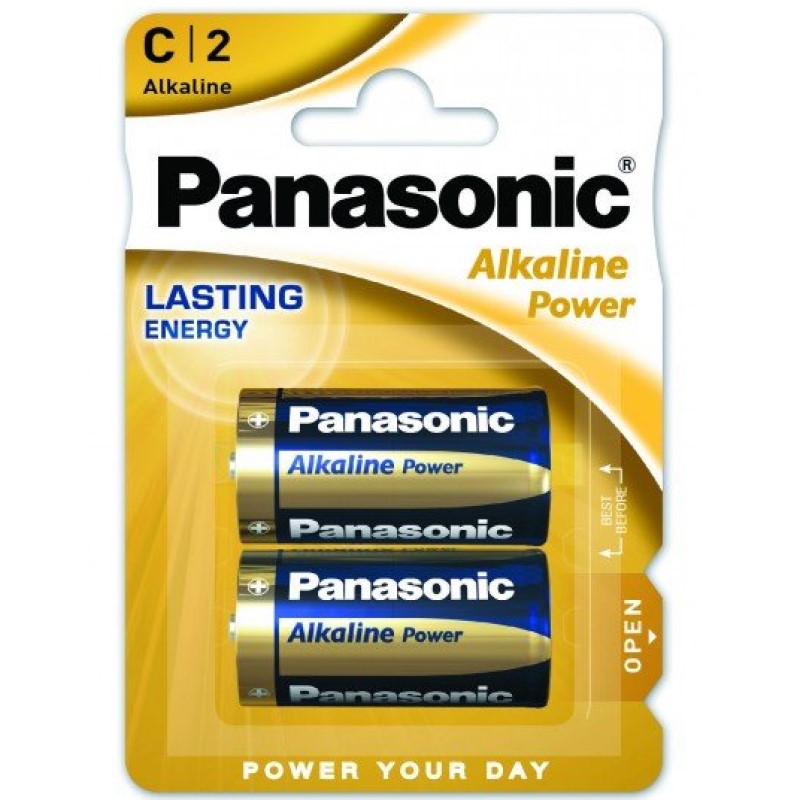 C|2
Alkaline
Panasonic®
Alkaline
Power
LASTING
ENERGY
Panasonic
Alkaline Power
Panasonic
BEST
BEFORE
Panasonic
Alkaline Power
Panasonic
OPEN
POWER YOUR DAY